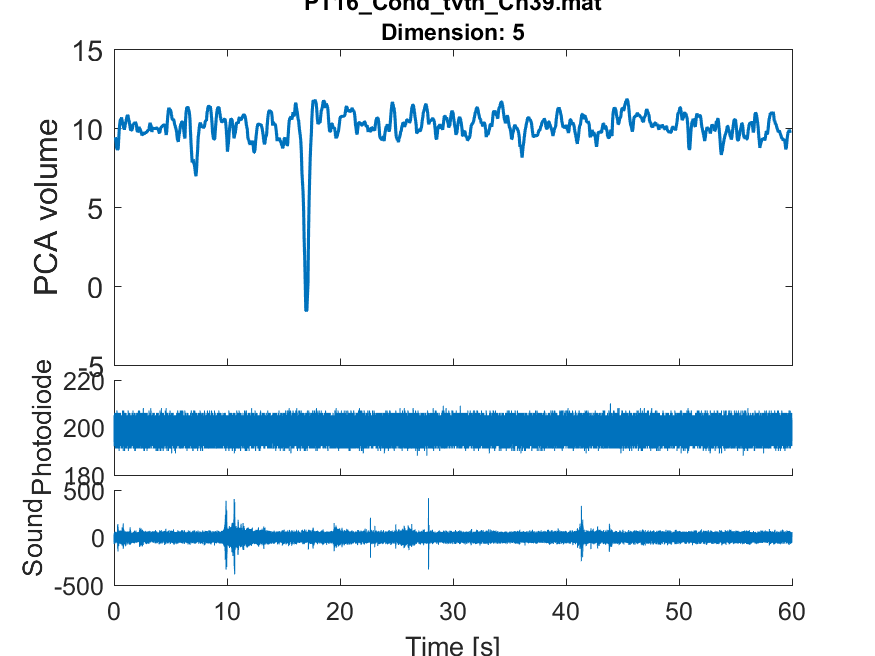 PT16_Cond_tvth_Ch39.mat
Dimension: 5
15
10
5
0
-5
PCA volume
220
200
180
Photodiode
500
0
-500
Sound
0 10 20 30 40 50 60
Time [s]